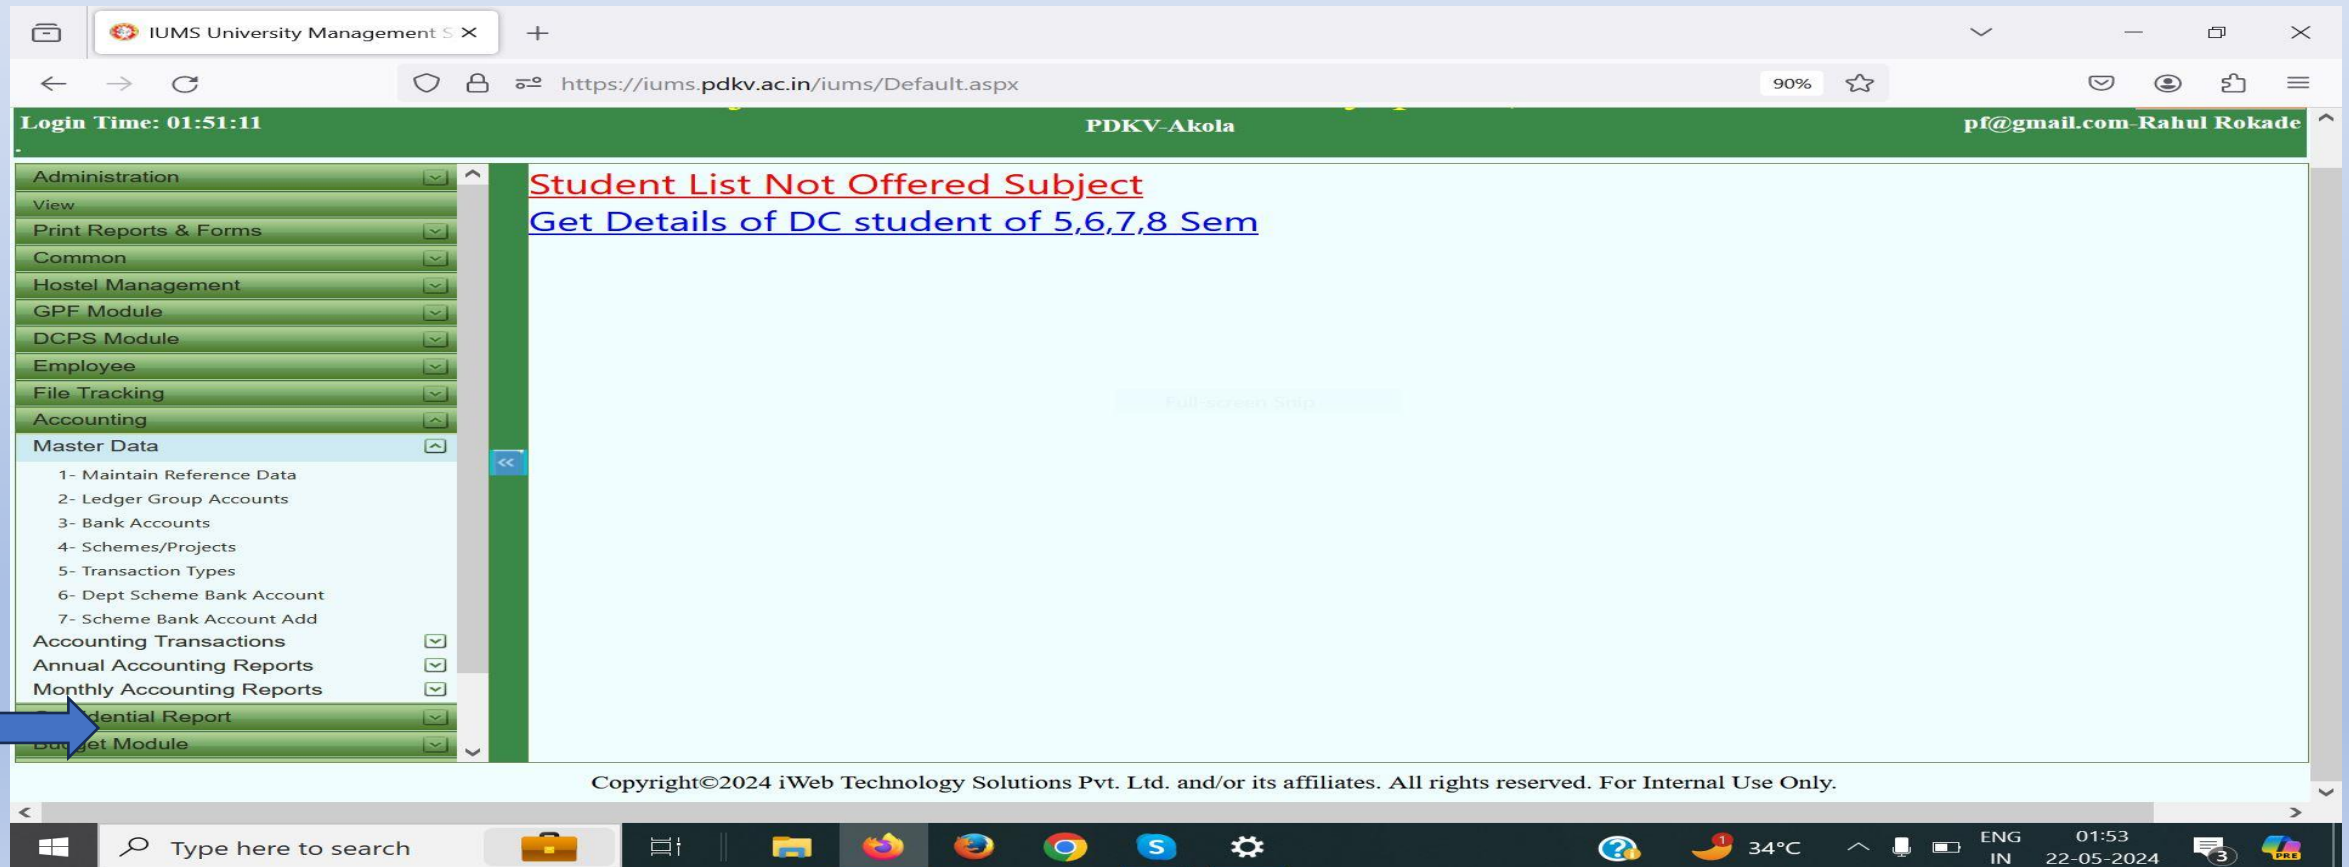 IUMS University Management S
https://iums.pdkv.ac.in/iums/Default.aspx
90%
Login Time: 01:51:11
PDKV-Akola
pf@gmail.com-Rahul Rokade
Administration
View
Print Reports & Forms
Common
Hostel Management
GPF Module
DCPS Module
Employee
File Tracking
Accounting
Master Data
1- Maintain Reference Data
2- Ledger Group Accounts
3- Bank Accounts
4- Schemes/Projects
5- Transaction Types
6- Dept Scheme Bank Account
7- Scheme Bank Account Add
Accounting Transactions
Annual Accounting Reports
Monthly Accounting Reports
Report
Module
Student List Not Offered Subject
Get Details of DC student of 5,6,7,8 Sem
Full-screen Snip
<<
Copyright©2024 iWeb Technology Solutions Pvt. Ltd. and/or its affiliates. All rights reserved. For Internal Use Only.
Type here to search
1
34°C
ENG
IN
01:53
22-05-2024
3
PRE